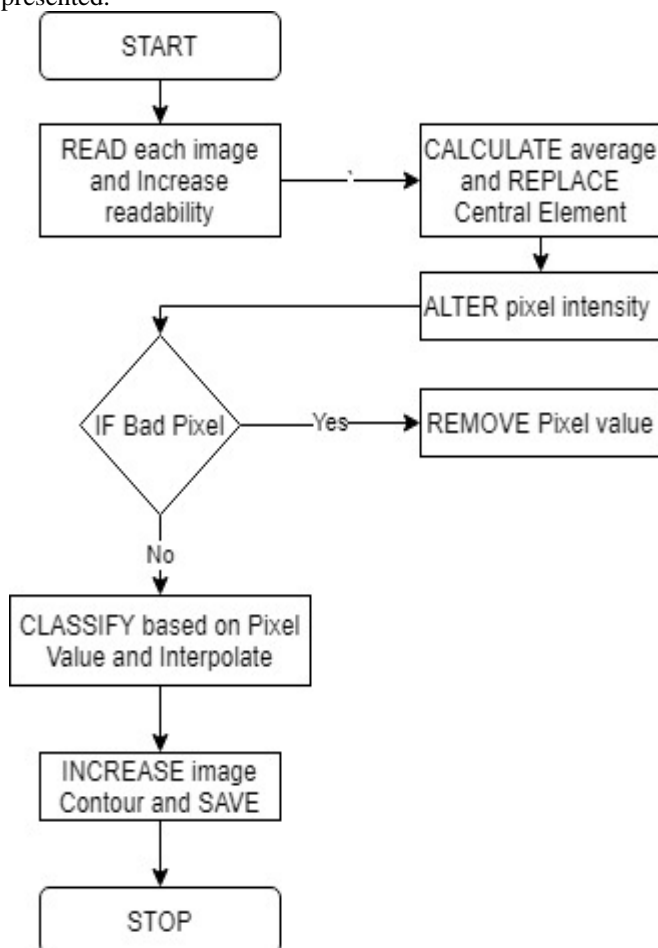 presented.
START
READ each image
and Increase
readability
CALCULATE average
and REPLACE
Central Element
ALTER pixel intensity
IF Bad Pixel
Yes
REMOVE Pixel value
No
CLASSIFY based on Pixel
Value and Interpolate
INCREASE image
Contour and SAVE
STOP